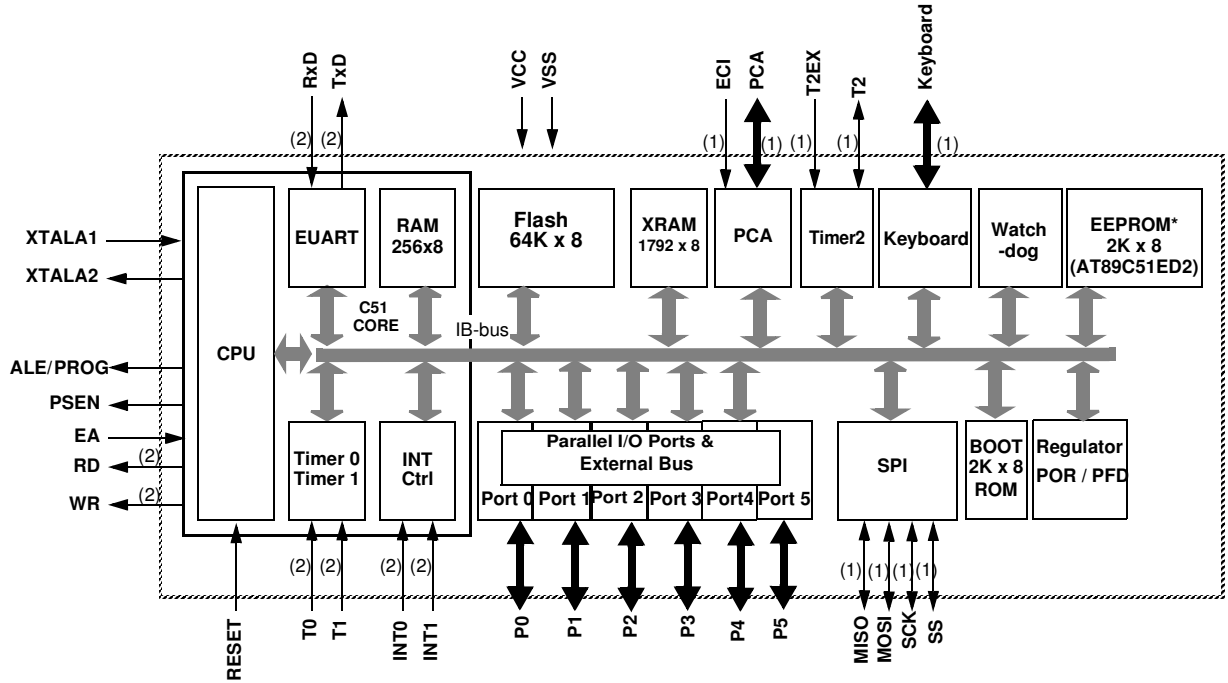 RxD
TxD
VCC
VSS
ECI
PCA
T2EX
T2
Keyboard
(2)
(2)
(1)
(1)
(1)
(1)
(1)
XTALA1
XTALA2
ALE/PROG
PSEN
EA
RD
(2)
WR
(2)
CPU
EUART
RAM
256x8
C51
CORE
IB-bus
Flash
64K x 8
XRAM
1792 x 8
PCA
Timer2
Keyboard
Watch
-dog
EEPROM*
2K x 8
(AT89C51ED2)
Timer 0
Timer 1
INT
Ctrl
Parallel I/O Ports &
External Bus
Port 0
Port 1
Port 2
Port 3
Port4
Port 5
SPI
BOOT
2K x 8
ROM
Regulator
POR / PFD
(2)
(2)
(2)
(2)
(1)
(1)
(1)
(1)
RESET
T0
T1
INT0
INT1
P0
P1
P2
P3
P4
P5
MISO
MOSI
SCK
SS